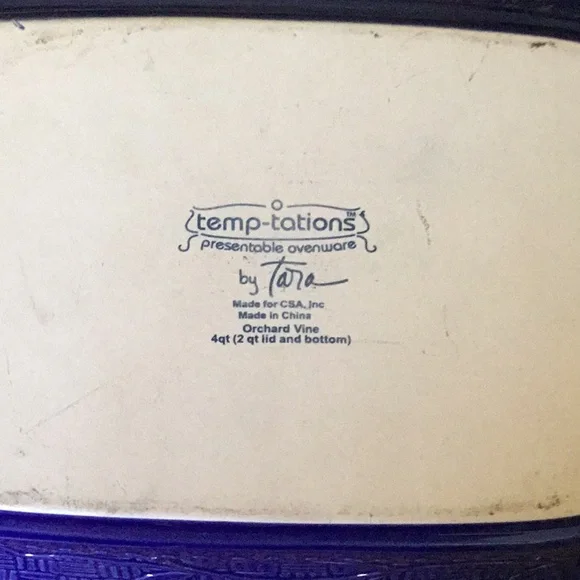 temp-tations™
presentable ovenware
by Tara
Made for CSA, Inc
Made in China
Orchard Vine
4qt (2 qt lid and bottom)